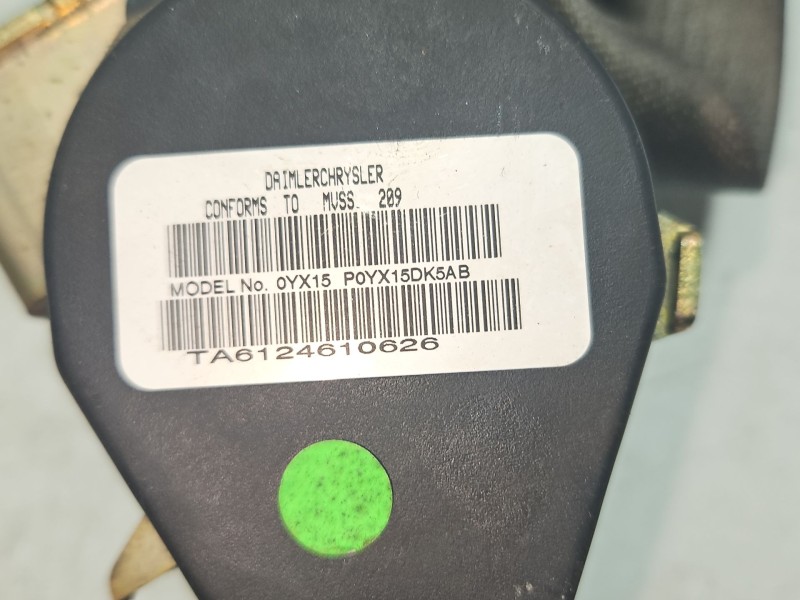 DAIMLERCHRYSLER
CONFORMS TO MVSS. 209
MODEL No. 0YX15 P0YX15DK5AB
TA6124610626